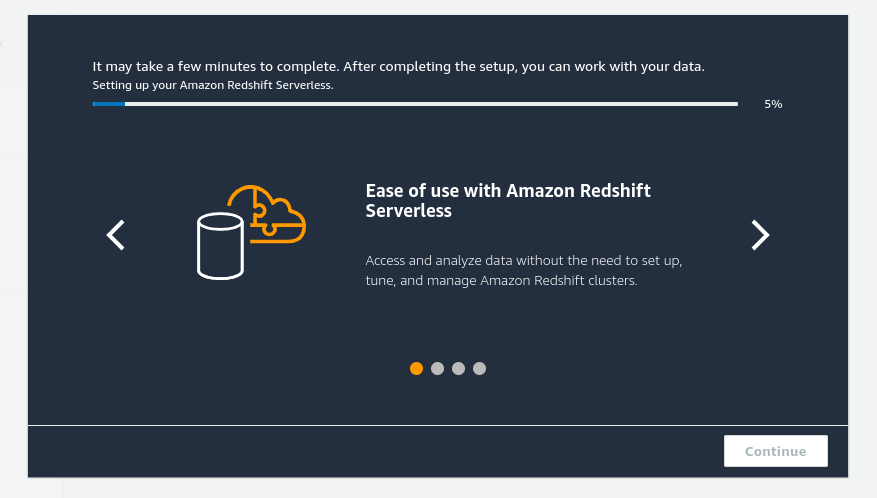 It may take a few minutes to complete. After completing the setup, you can work with your data.
Setting up your Amazon Redshift Serverless.
5%
Ease of use with Amazon Redshift
Serverless
Access and analyze data without the need to set up,
tune, and manage Amazon Redshift clusters.
Continue